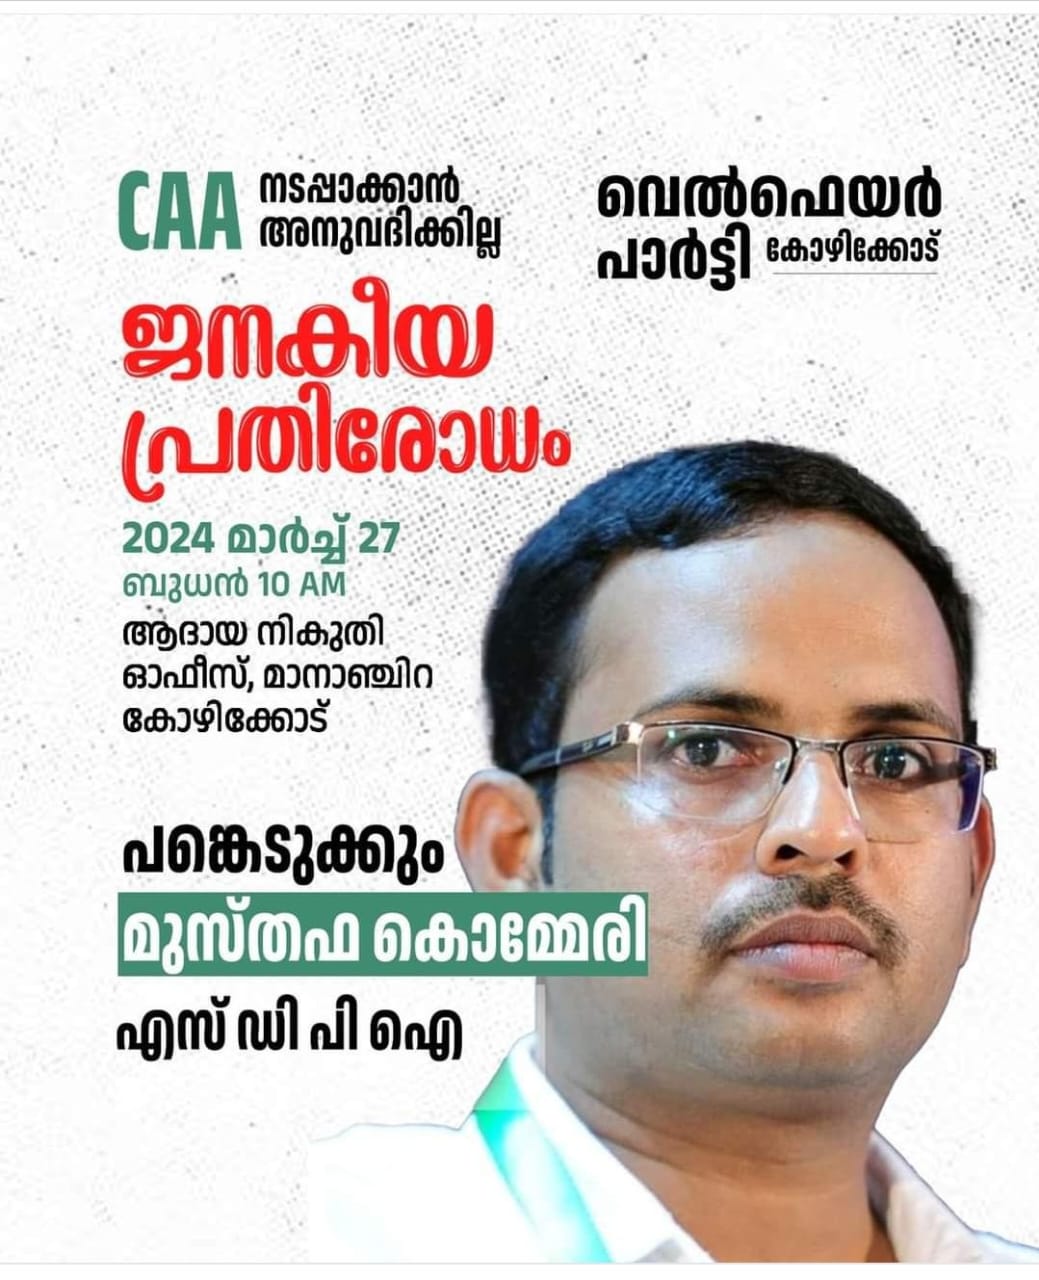 CAA നടപ്പാക്കാൻ
അനുവദിക്കില്ല
വെൽഫെയർ
പാർട്ടി കോഴിക്കോട്
ജനകീയ
പ്രതിരോധം
2024 മാർച്ച് 27
ബുധൻ 10 AM
ആദായ നികുതി
ഓഫീസ്, മാനാഞ്ചിറ
കോഴിക്കോട്
പങ്കെടുക്കും
മുസ്തഫ കൊമ്മേരി
എസ് ഡി പി ഐ